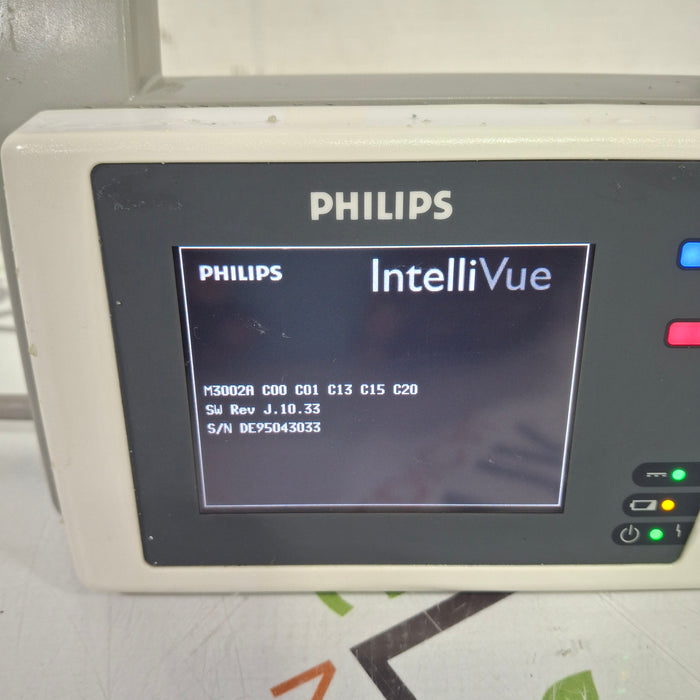 PHILIPS
PHILIPS IntelliVue
M3002A C00 C01 C13 C15 C20
SW Rev J.10.33
S/N DE95043033